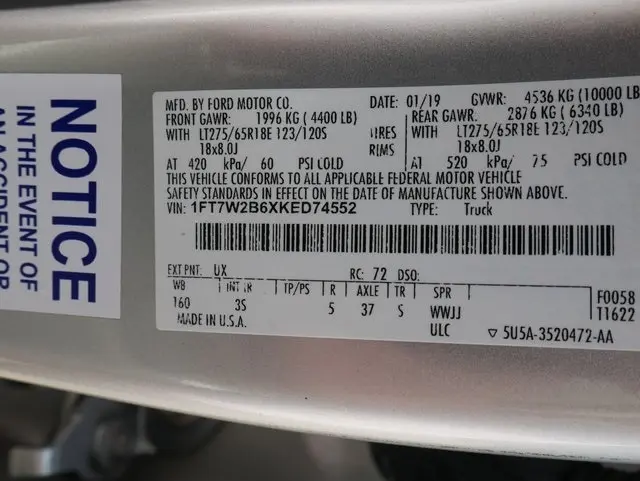 NOTICE
IN THE EVENT OF
AN ACCIDENT OR
MFD. BY FORD MOTOR CO. DATE: 01/19 GVWR: 4536 KG (10000 LB
FRONT GAWR: 1996 KG ( 4400 LB) REAR GAWR: 2876 KG ( 6340 LB)
WITH LT275/65R18E 123/120S TIRES WITH LT275/65R18E 123/120S
18x8.0J RIMS 18x8.0J
AT 420 kPa/ 60 PSI COLD AT 520 kPa/ 75 PSI COLD
THIS VEHICLE CONFORMS TO ALL APPLICABLE FEDERAL MOTOR VEHICLE
SAFETY STANDARDS IN EFFECT ON THE DATE OF MANUFACTURE SHOWN ABOVE.
VIN: 1FT7W2B6XKED74552 TYPE: Truck
EXT PNT: UX RC: 72 DSO:
WB INT TR TP/PS R AXLE TR SPR F0058
160 3S 5 37 S WWJJ T1622
MADE IN U.S.A. ULC ▽ 5U5A-3520472-AA